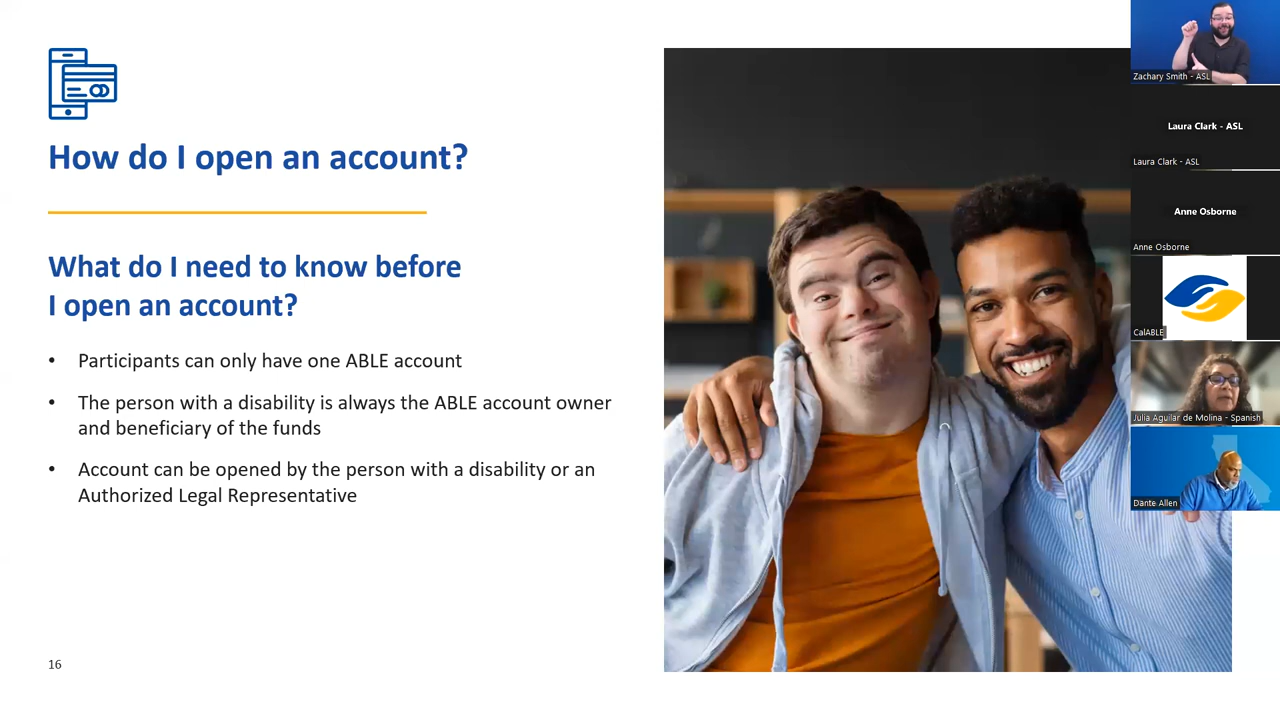 How do I open an account?
What do I need to know before
I open an account?
• Participants can only have one ABLE account
• The person with a disability is always the ABLE account owner
and beneficiary of the funds
• Account can be opened by the person with a disability or an
Authorized Legal Representative
16
Zachary Smith - ASL
Laura Clark - ASL
Laura Clark - ASL
Anne Osborne
Anne Osborne
CalABLE
Julia Aguilar de Molina - Spanish
Dante Allen